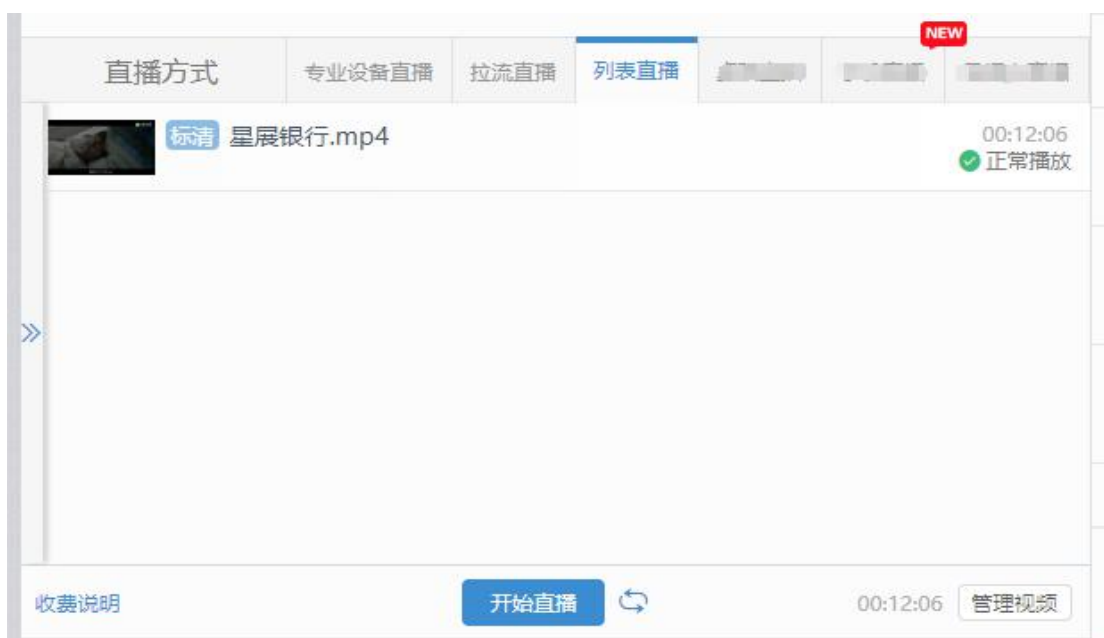 NEW
直播方式 专业设备直播 拉流直播 列表直播
标清 星展银行.mp4 00:12:06
正常播放
收费说明 开始直播 00:12:06 管理视频